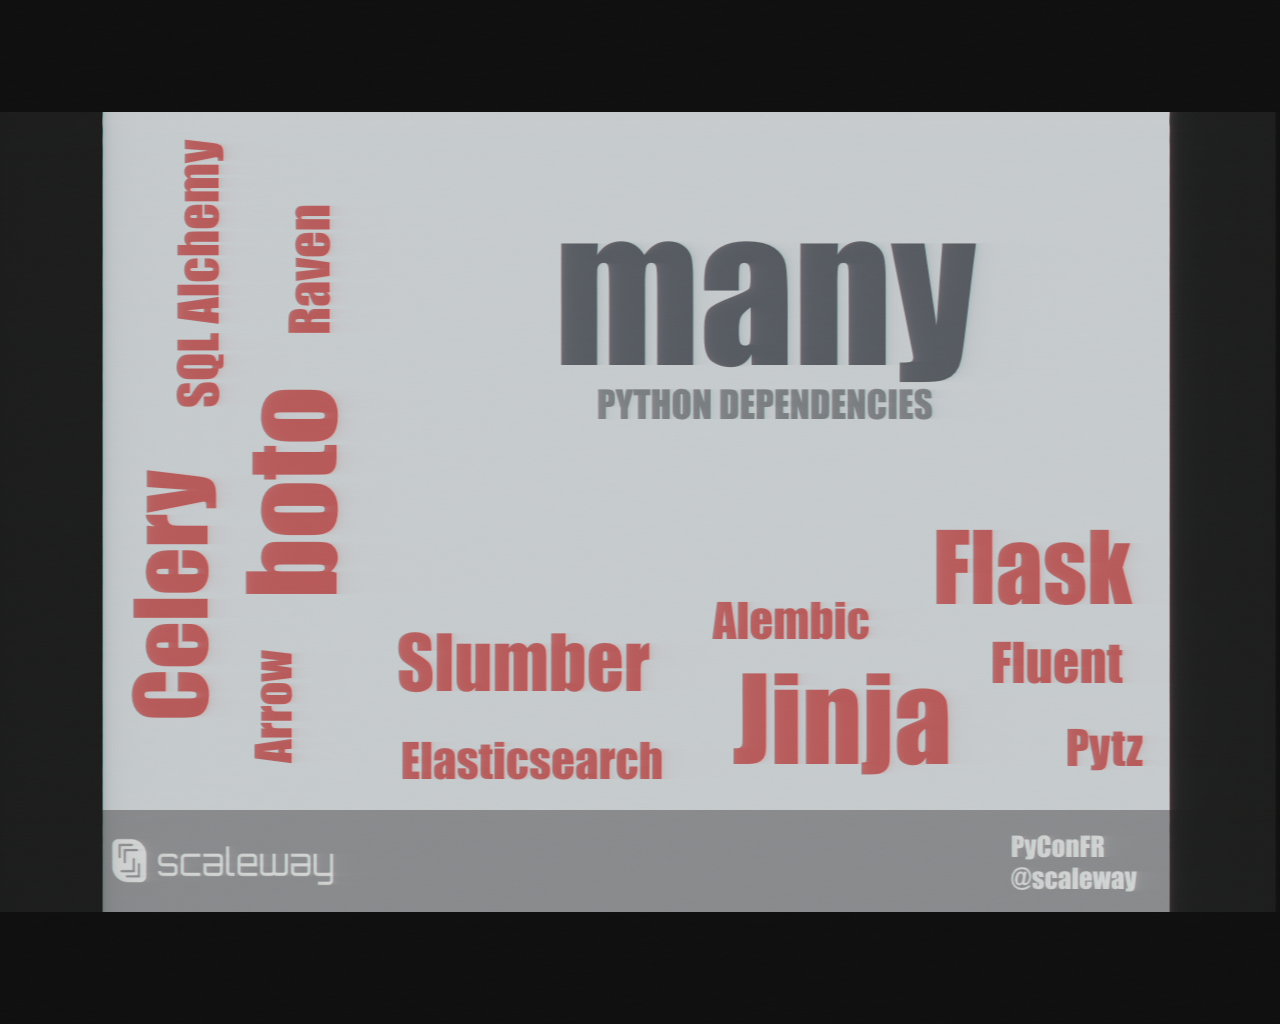 many
PYTHON DEPENDENCIES
SQL Alchemy
Raven
boto
Celery
Arrow
Slumber
Elasticsearch
Alembic
Jinja
Flask
Fluent
Pytz
scaleway
PyConFR
@scaleway